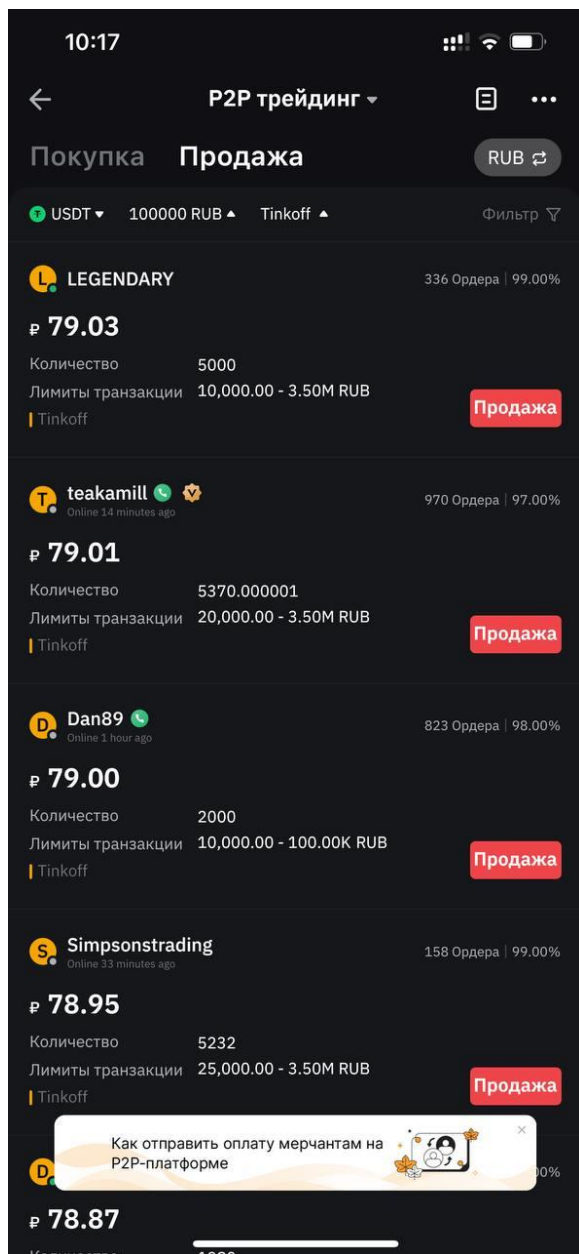 10:17
P2P трейдинг
Покупка Продажа RUB
USDT 100000 RUB Tinkoff Фильтр
L LEGENDARY 336 Ордера | 99.00%
₽ 79.03
Количество 5000
Лимиты транзакции 10,000.00 - 3.50M RUB
Tinkoff Продажа
T teakamill 970 Ордера | 97.00%
Online 14 minutes ago
₽ 79.01
Количество 5370.000001
Лимиты транзакции 20,000.00 - 3.50M RUB
Tinkoff Продажа
D Dan89 823 Ордера | 98.00%
Online 1 hour ago
₽ 79.00
Количество 2000
Лимиты транзакции 10,000.00 - 100.00K RUB
Tinkoff Продажа
S Simpsonstrading 158 Ордера | 99.00%
Online 33 minutes ago
₽ 78.95
Количество 5232
Лимиты транзакции 25,000.00 - 3.50M RUB
Tinkoff Продажа
Как отправить оплату мерчантам на
P2P-платформе
D
₽ 78.87